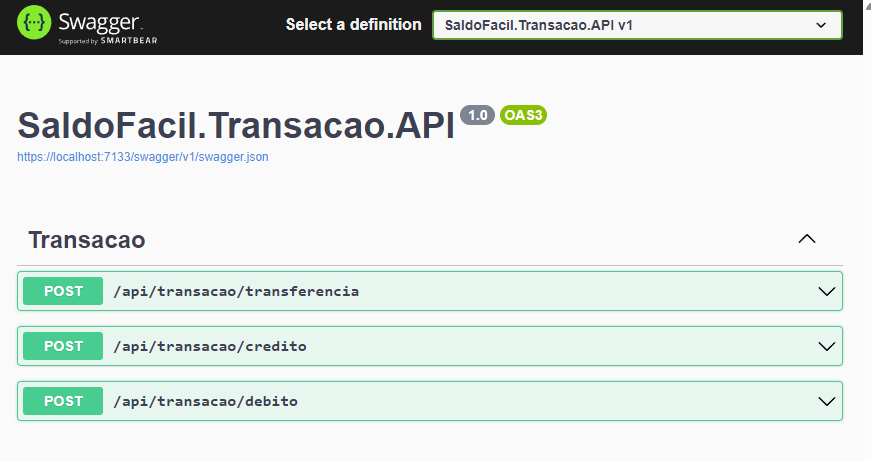 Swagger.
Supported by SMARTBEAR
Select a definition
SaldoFacil.Transacao.API v1
SaldoFacil.Transacao.API 1.0 OAS3
https://localhost:7133/swagger/v1/swagger.json
Transacao
POST /api/transacao/transferencia
POST /api/transacao/credito
POST /api/transacao/debito